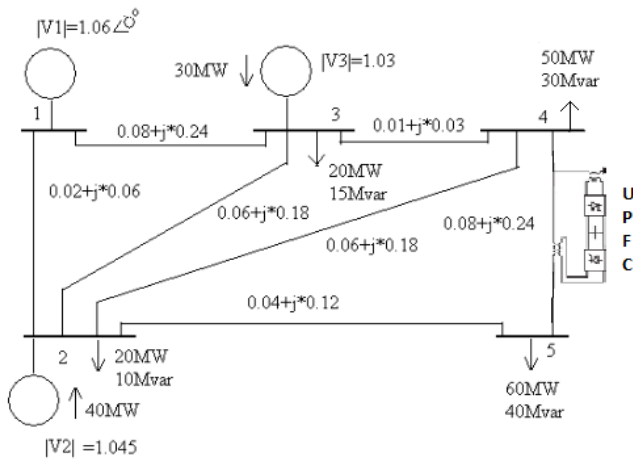 |V1|=1.06∠0°
30MW
|V3|=1.03
50MW
30Mvar
1
3
4
0.08+j*0.24
0.01+j*0.03
20MW
15Mvar
0.02+j*0.06
0.06+j*0.18
0.06+j*0.18
0.08+j*0.24
U
P
F
C
0.04+j*0.12
2
5
20MW
10Mvar
40MW
60MW
40Mvar
|V2|=1.045